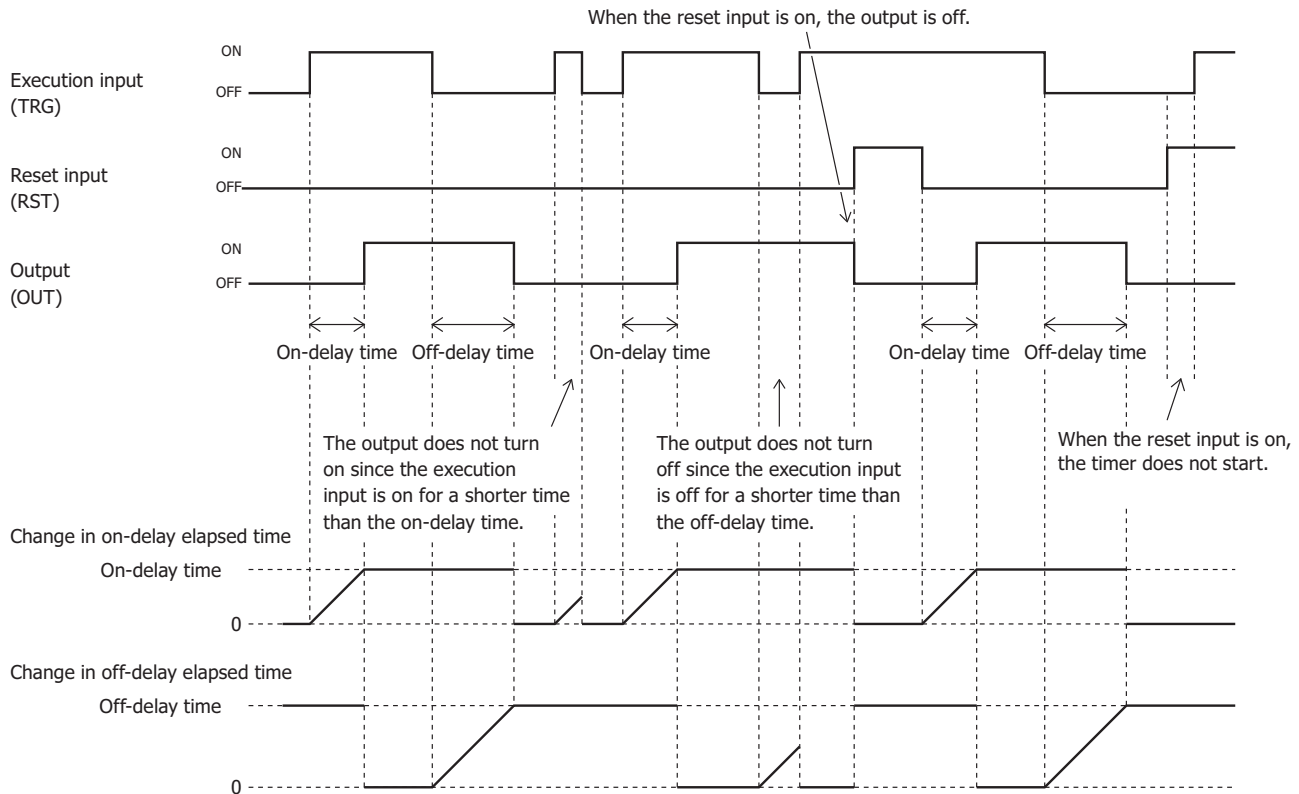 When the reset input is on, the output is off.
ON
Execution input
(TRG)
OFF
ON
Reset input
(RST)
OFF
ON
Output
(OUT)
OFF
On-delay time Off-delay time On-delay time On-delay time Off-delay time
The output does not turn
on since the execution
input is on for a shorter time
than the on-delay time.
The output does not turn
off since the execution input
is off for a shorter time than
the off-delay time.
When the reset input is on,
the timer does not start.
Change in on-delay elapsed time
On-delay time
0
Change in off-delay elapsed time
Off-delay time
0